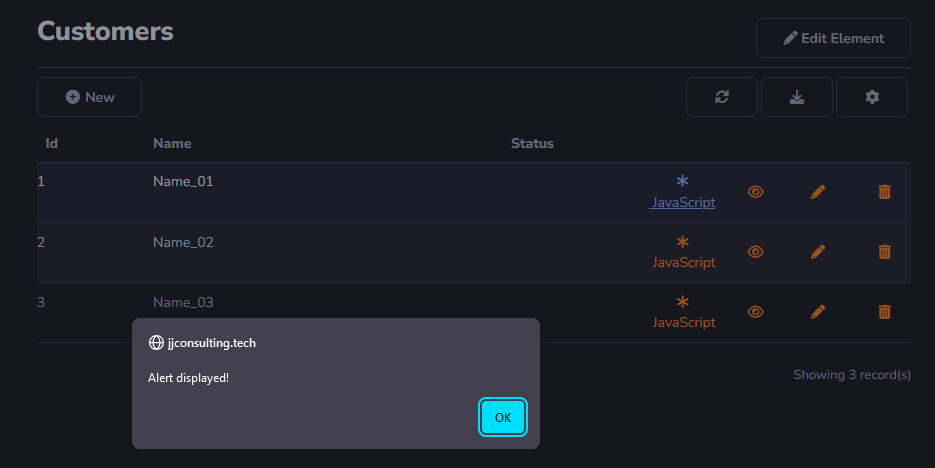 Customers
Edit Element
New
Id Name Status
1 Name_01 JavaScript
2 Name_02 JavaScript
3 Name_03 JavaScript
jjconsulting.tech
Alert displayed!
OK
Showing 3 record(s)